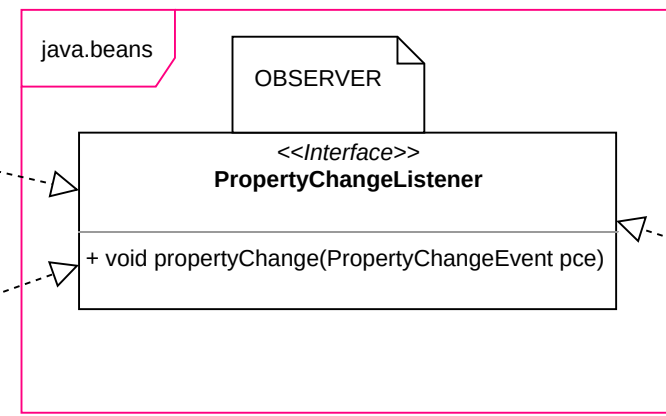 java.beans
OBSERVER
<<Interface>>
PropertyChangeListener
+ void propertyChange(PropertyChangeEvent pce)